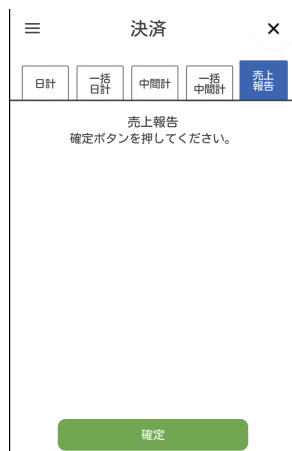 決済
日計
一括
日計
中間計
一括
中間計
売上
報告
売上報告
確定ボタンを押してください。
確定